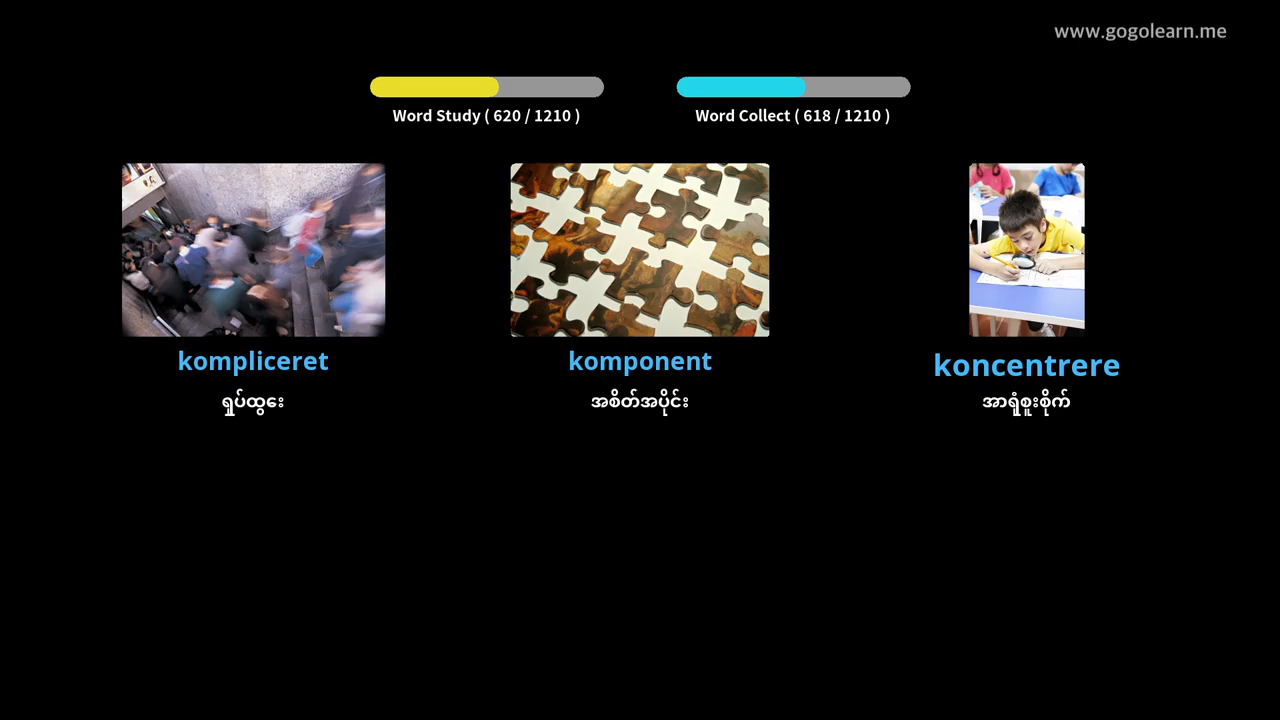 www.gogolearn.me
Word Study ( 620 / 1210 )
Word Collect ( 618 / 1210 )
kompliceret
ရှုပ်ထွေး
komponent
အစိတ်အပိုင်း
koncentrere
အာရုံစူးစိုက်